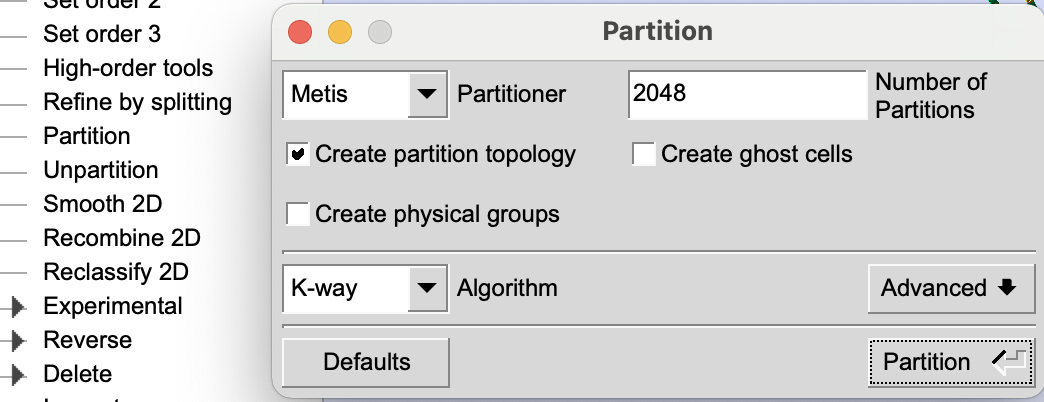 Set order 2
Set order 3
High-order tools
Refine by splitting
Partition
Unpartition
Smooth 2D
Recombine 2D
Reclassify 2D
Experimental
Reverse
Delete
Partition
Metis
Partitioner
2048
Number of
Partitions
Create partition topology
Create ghost cells
Create physical groups
K-way
Algorithm
Advanced
Defaults
Partition